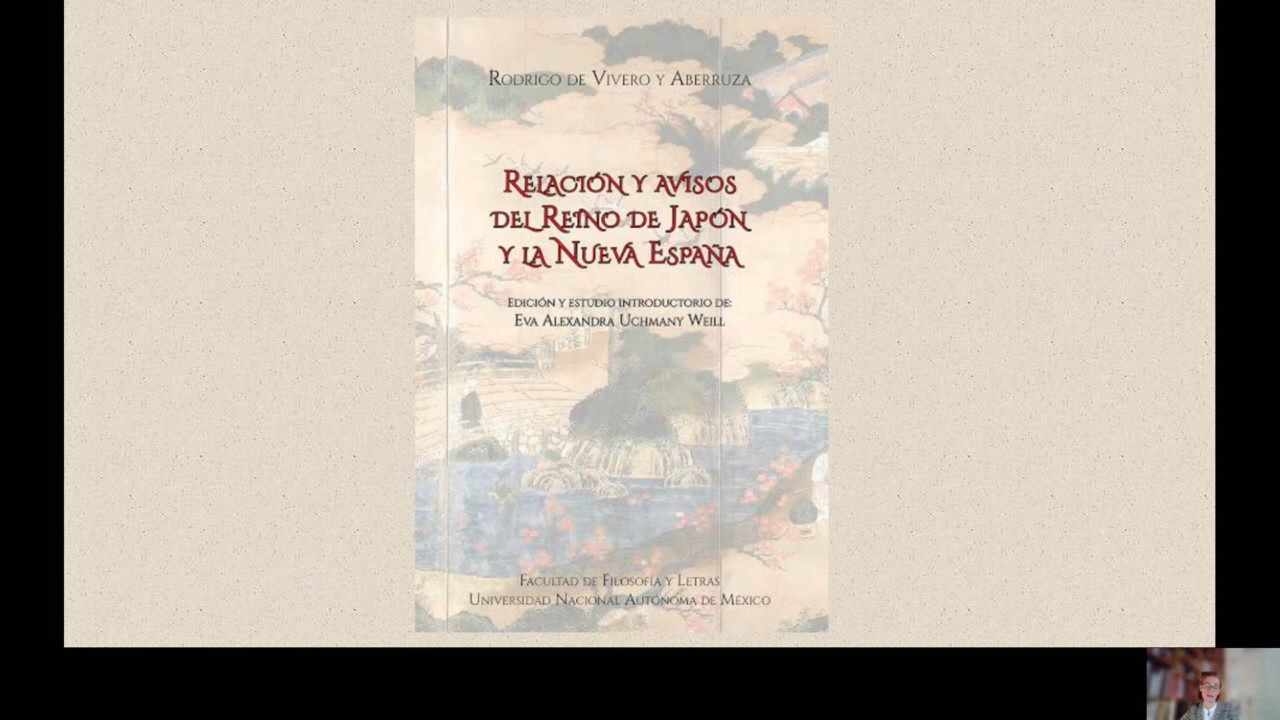 Rodrigo de Vivero y Aberruza
Relación y avisos
del Reino de Japón
y la Nueva España
Edición y estudio introductorio de:
Eva Alexandra Uchmany Weill
Facultad de Filosofía y Letras
Universidad Nacional Autónoma de México